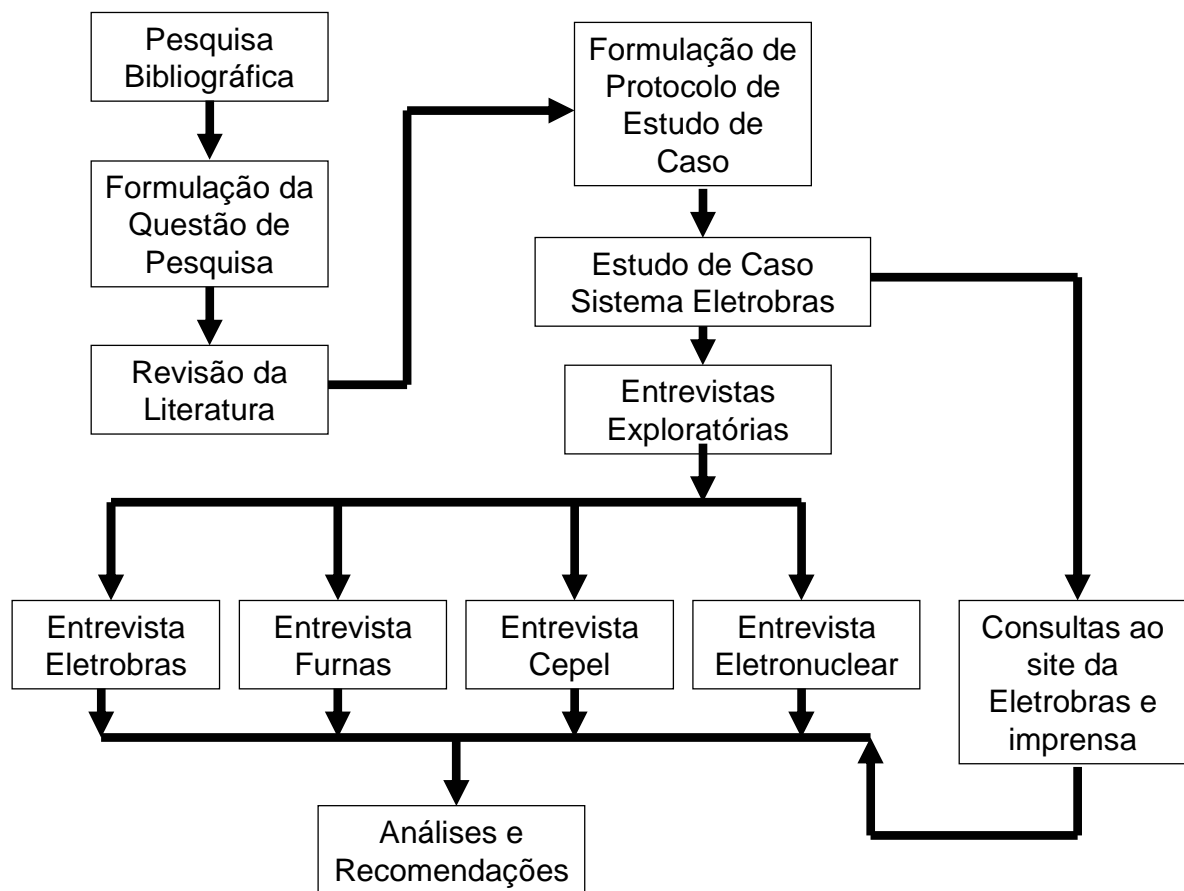 Pesquisa
Bibliográfica
Formulação da
Questão de
Pesquisa
Revisão da
Literatura
Formulação de
Protocolo de
Estudo de
Caso
Estudo de Caso
Sistema Eletrobras
Entrevistas
Exploratórias
Entrevista
Eletrobras
Entrevista
Furnas
Entrevista
Cepel
Entrevista
Eletronuclear
Consultas ao
site da
Eletrobras e
imprensa
Análises e
Recomendações